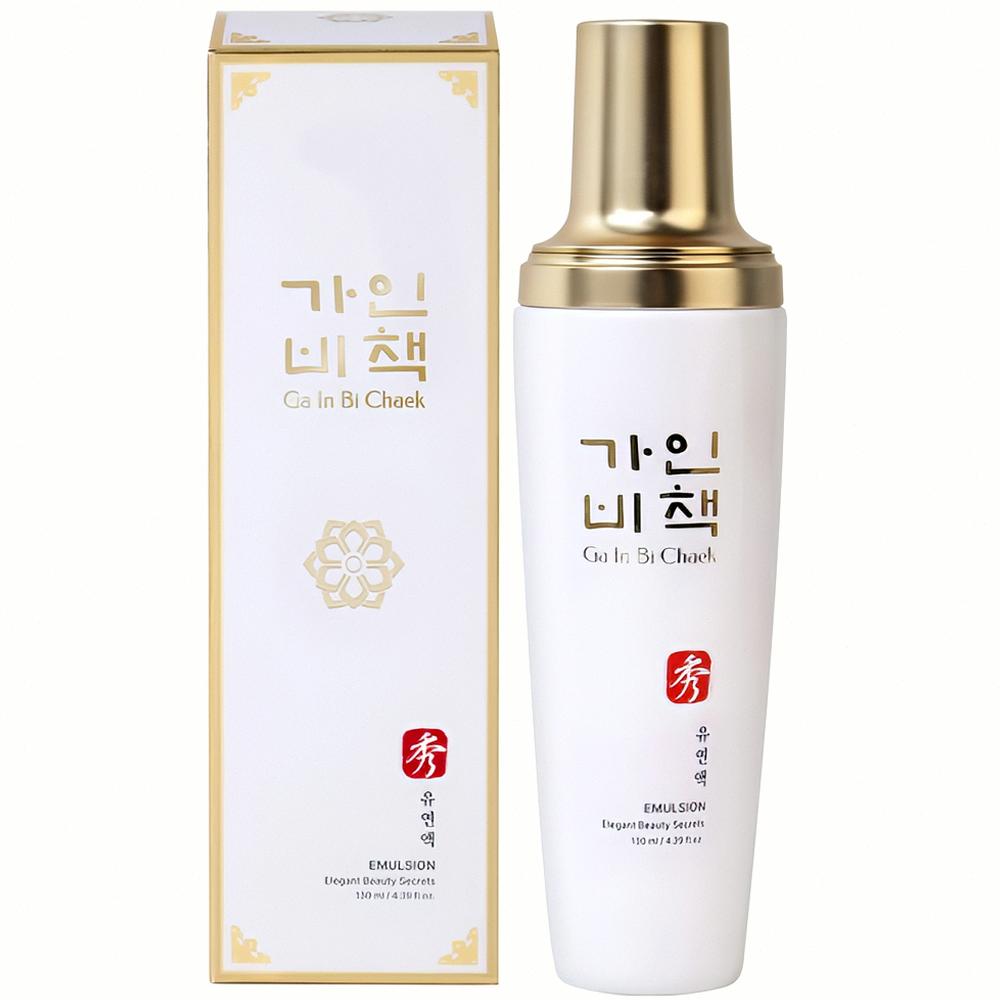 가인
비책
Ga In Bi Chaek
秀
유
연
액
EMULSION
Elegant Beauty Secrets
130 ml / 4.39 fl oz.
가인
비책
Ga In Bi Chaek
秀
유
연
액
EMULSION
Elegant Beauty Secrets
130 ml / 4.39 fl oz.